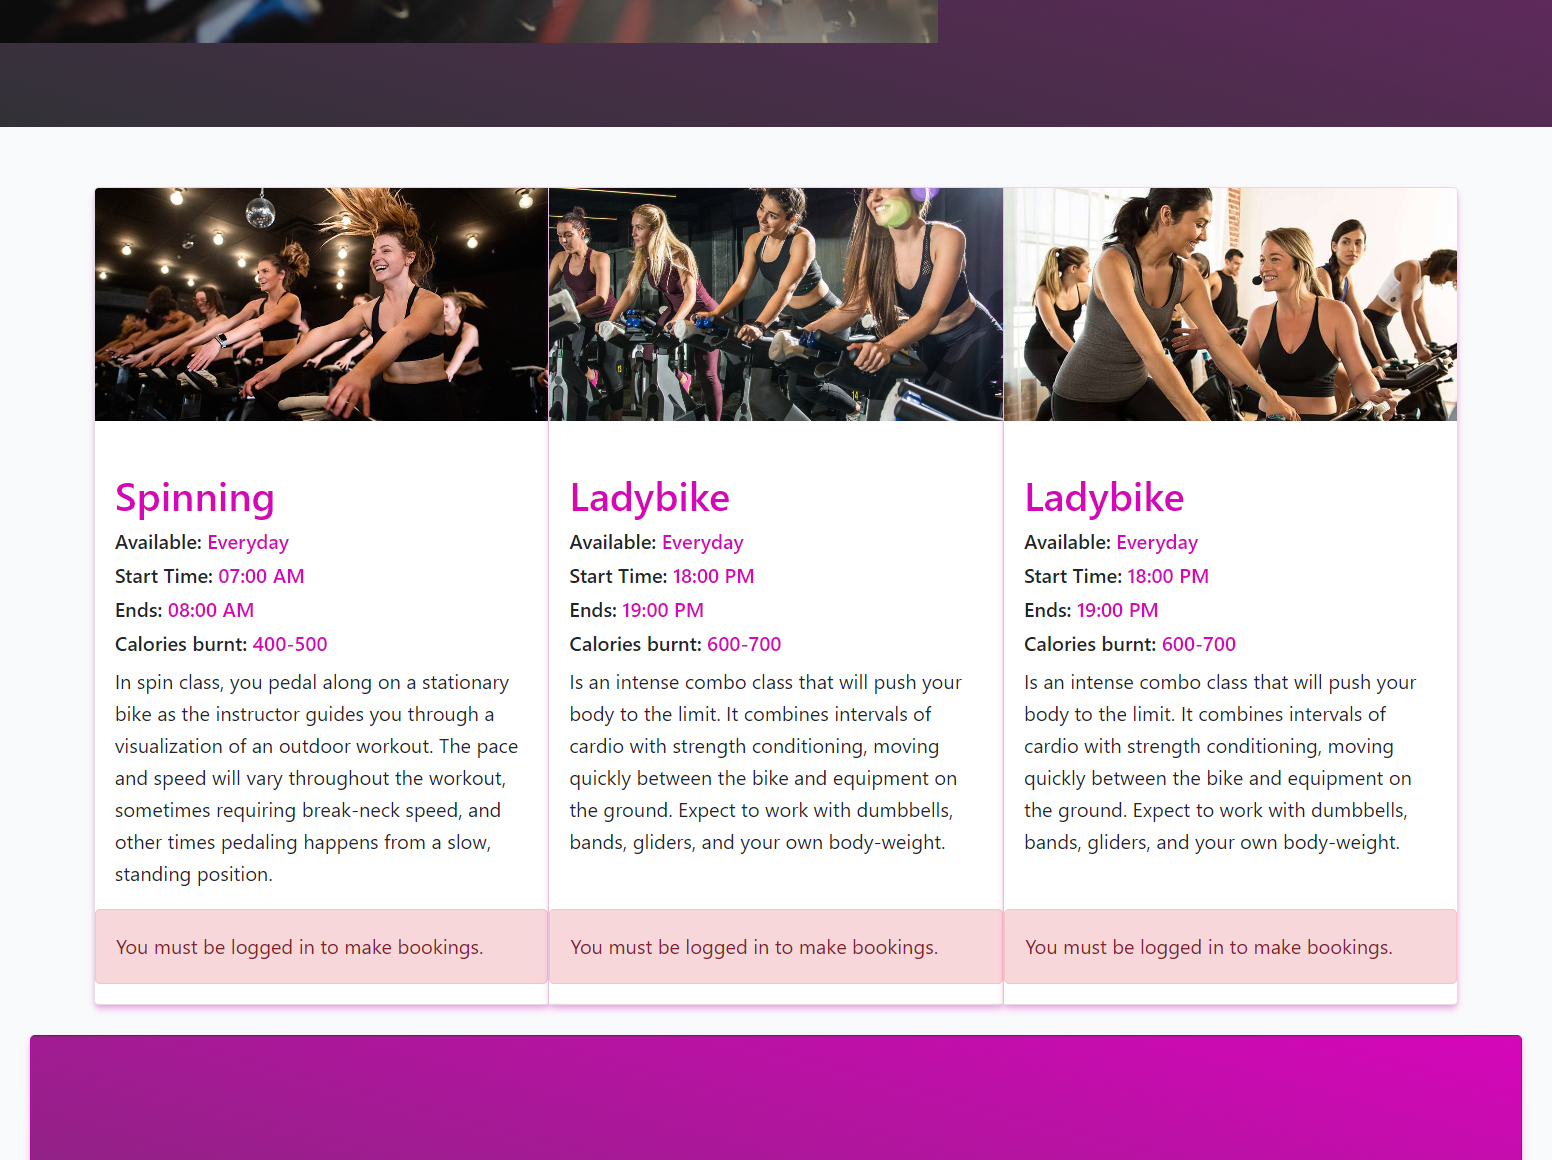 Spinning
Available: Everyday
Start Time: 07:00 AM
Ends: 08:00 AM
Calories burnt: 400-500
In spin class, you pedal along on a stationary
bike as the instructor guides you through a
visualization of an outdoor workout. The pace
and speed will vary throughout the workout,
sometimes requiring break-neck speed, and
other times pedaling happens from a slow,
standing position.
You must be logged in to make bookings.
Ladybike
Available: Everyday
Start Time: 18:00 PM
Ends: 19:00 PM
Calories burnt: 600-700
Is an intense combo class that will push your
body to the limit. It combines intervals of
cardio with strength conditioning, moving
quickly between the bike and equipment on
the ground. Expect to work with dumbbells,
bands, gliders, and your own body-weight.
You must be logged in to make bookings.
Ladybike
Available: Everyday
Start Time: 18:00 PM
Ends: 19:00 PM
Calories burnt: 600-700
Is an intense combo class that will push your
body to the limit. It combines intervals of
cardio with strength conditioning, moving
quickly between the bike and equipment on
the ground. Expect to work with dumbbells,
bands, gliders, and your own body-weight.
You must be logged in to make bookings.